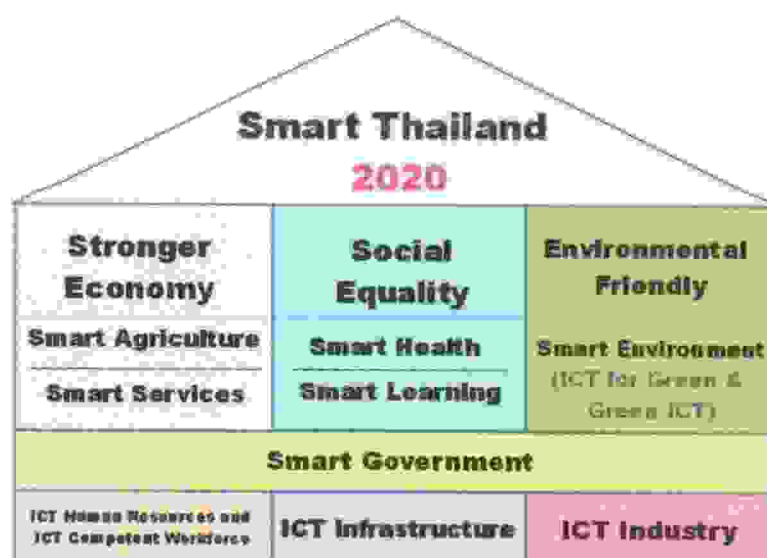 Smart Thailand
2020
Stronger
Economy
Smart Agriculture
Smart Services
Social
Equality
Smart Health
Smart Learning
Environmental
Friendly
Smart Environment
(ICT for Green &
Green ICT)
Smart Government
ICT Human Resources and
ICT Competent Workforce
ICT Infrastructure
ICT Industry